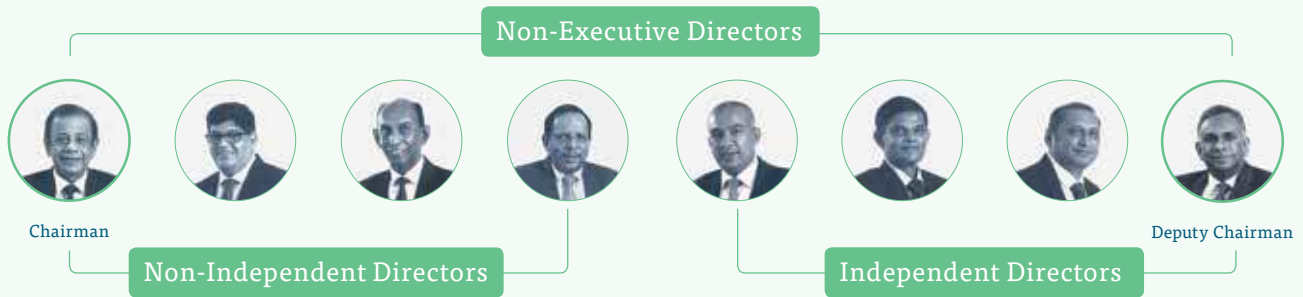 Non-Executive Directors
Chairman
Deputy Chairman
Non-Independent Directors
Independent Directors